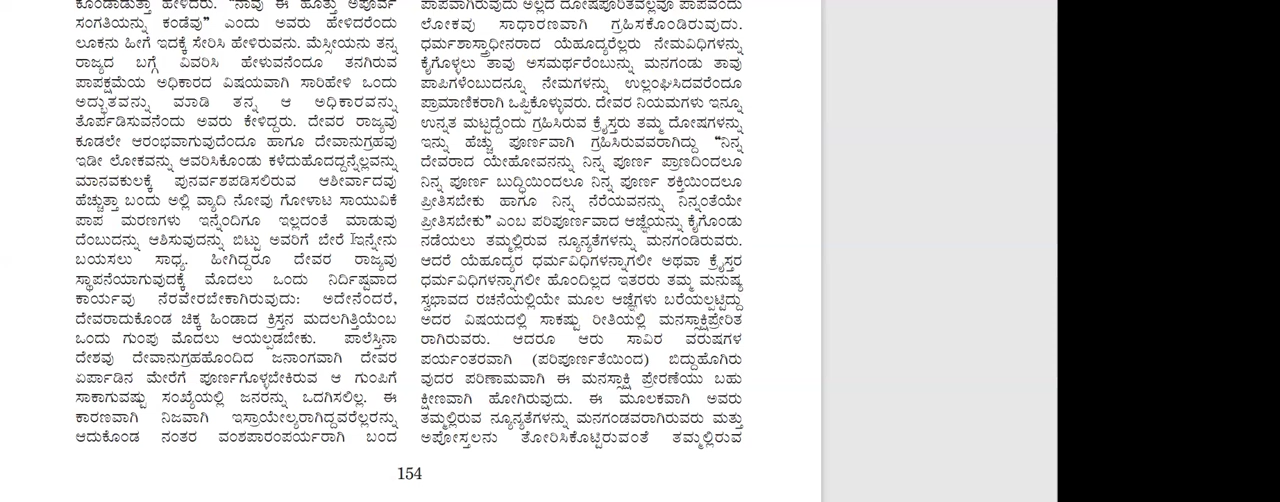 ಕೊಂಡಾಡುತ್ತಾ ಹೇಳಿದರು. "ನಾವು ಈ ಹೊತ್ತು ಅಪೂರ್ವ
ಸಂಗತಿಯನ್ನು ಕಂಡೆವು" ಎಂದು ಅವರು ಹೇಳಿದರೆಂದು
ಲೂಕನು ಹೀಗೆ ಇದಕ್ಕೆ ಸೇರಿಸಿ ಹೇಳಿರುವನು. ಮೆಸ್ಸೀಯನು ತನ್ನ
ರಾಜ್ಯದ ಬಗ್ಗೆ ವಿವರಿಸಿ ಹೇಳುವನೆಂದೂ ತನಗಿರುವ
ಪಾಪಕ್ಷಮೆಯ ಅಧಿಕಾರದ ವಿಷಯವಾಗಿ ಸಾರಿಹೇಳಿ ಒಂದು
ಅದ್ಭುತವನ್ನು ಮಾಡಿ ತನ್ನ ಆ ಅಧಿಕಾರವನ್ನು
ತೋರ್ಪಡಿಸುವನೆಂದು ಅವರು ಕೇಳಿದ್ದರು. ದೇವರ ರಾಜ್ಯವು
ಕೂಡಲೇ ಆರಂಭವಾಗುವುದೆಂದೂ ಹಾಗೂ ದೇವಾನುಗ್ರಹವು
ಇಡೀ ಲೋಕವನ್ನು ಆವರಿಸಿಕೊಂಡು ಕಳೆದುಹೊದದ್ದನ್ನೆಲ್ಲವನ್ನು
ಮಾನವಕುಲಕ್ಕೆ ಪುನರ್ವಶಪಡಿಸಲಿರುವ ಆಶೀರ್ವಾದವು
ಹೆಚ್ಚುತ್ತಾ ಬಂದು ಅಲ್ಲಿ ವ್ಯಾದಿ ನೋವು ಗೋಳಾಟ ಸಾಯುವಿಕೆ
ಪಾಪ ಮರಣಗಳು ಇನ್ನೆಂದಿಗೂ ಇಲ್ಲದಂತೆ ಮಾಡುವು
ದೆಂಬುದನ್ನು ಆಶಿಸುವುದನ್ನು ಬಿಟ್ಟು ಅವರಿಗೆ ಬೇರೆ ಇನ್ನೇನು
ಬಯಸಲು ಸಾಧ್ಯ. ಹೀಗಿದ್ದರೂ ದೇವರ ರಾಜ್ಯವು
ಸ್ಥಾಪನೆಯಾಗುವುದಕ್ಕೆ ಮೊದಲು ಒಂದು ನಿರ್ದಿಷ್ಟವಾದ
ಕಾರ್ಯವು ನೆರವೇರಬೇಕಾಗಿರುವುದು: ಅದೇನೆಂದರೆ,
ದೇವರಾದುಕೊಂಡ ಚಿಕ್ಕ ಹಿಂಡಾದ ಕ್ರಿಸ್ತನ ಮದಲಗಿತ್ತಿಯೆಂಬ
ಒಂದು ಗುಂಪು ಮೊದಲು ಆಯಲ್ಪಡಬೇಕು. ಪಾಲೆಸ್ತಿನಾ
ದೇಶವು ದೇವಾನುಗ್ರಹಹೊಂದಿದ ಜನಾಂಗವಾಗಿ ದೇವರ
ಏರ್ಪಾಡಿನ ಮೇರೆಗೆ ಪೂರ್ಣಗೊಳ್ಳಬೇಕಿರುವ ಆ ಗುಂಪಿಗೆ
ಸಾಕಾಗುವಷ್ಟು ಸಂಖ್ಯೆಯಲ್ಲಿ ಜನರನ್ನು ಒದಗಿಸಲಿಲ್ಲ. ಈ
ಕಾರಣವಾಗಿ ನಿಜವಾಗಿ ಇಸ್ರಾಯೇಲ್ಯರಾಗಿದ್ದವರೆಲ್ಲರನ್ನು
ಆದುಕೊಂಡ ನಂತರ ವಂಶಪಾರಂಪರ್ಯರಾಗಿ ಬಂದ
ಪಾಪವಾಗಿರುವುದು ಅಲ್ಲದೆ ದೋಷಪೂರಿತವಲ್ಲವೂ ಪಾಪವೆಂದು
ಲೋಕವು ಸಾಧಾರಣವಾಗಿ ಗ್ರಹಿಸಕೊಂಡಿರುವುದು.
ಧರ್ಮಶಾಸ್ತ್ರಾಧೀನರಾದ ಯೆಹೂದ್ಯರೆಲ್ಲರು ನೇಮವಿಧಿಗಳನ್ನು
ಕೈಗೊಳ್ಳಲು ತಾವು ಅಸಮರ್ಥರೆಂಬುನ್ನು ಮನಗಂಡು ತಾವು
ಪಾಪಿಗಳೆಂಬುದನ್ನೂ ನೇಮಗಳನ್ನು ಉಲ್ಲಂಘಿಸಿದವರೆಂದೂ
ಪ್ರಾಮಾಣಿಕರಾಗಿ ಒಪ್ಪಿಕೊಳ್ಳುವರು. ದೇವರ ನಿಯಮಗಳು ಇನ್ನೂ
ಉನ್ನತ ಮಟ್ಟದ್ದೆಂದು ಗ್ರಹಿಸಿರುವ ಕ್ರೈಸ್ತರು ತಮ್ಮ ದೋಷಗಳನ್ನು
ಇನ್ನು ಹೆಚ್ಚು ಪೂರ್ಣವಾಗಿ ಗ್ರಹಿಸಿರುವವರಾಗಿದ್ದು "ನಿನ್ನ
ದೇವರಾದ ಯೇಹೋವನನ್ನು ನಿನ್ನ ಪೂರ್ಣ ಪ್ರಾಣದಿಂದಲೂ
ನಿನ್ನ ಪೂರ್ಣ ಬುದ್ಧಿಯಿಂದಲೂ ನಿನ್ನ ಪೂರ್ಣ ಶಕ್ತಿಯಿಂದಲೂ
ಪ್ರೀತಿಸಬೇಕು ಹಾಗೂ ನಿನ್ನ ನೆರೆಯವನನ್ನು ನಿನ್ನಂತೆಯೇ
ಪ್ರೀತಿಸಬೇಕು" ಎಂಬ ಪರಿಪೂರ್ಣವಾದ ಆಜ್ಞೆಯನ್ನು ಕೈಗೊಂಡು
ನಡೆಯಲು ತಮ್ಮಲ್ಲಿರುವ ನ್ಯೂನ್ಯತೆಗಳನ್ನು ಮನಗಂಡಿರುವರು.
ಆದರೆ ಯೆಹೂದ್ಯರ ಧರ್ಮವಿಧಿಗಳನ್ನಾಗಲೀ ಅಥವಾ ಕ್ರೈಸ್ತರ
ಧರ್ಮವಿಧಿಗಳನ್ನಾಗಲೀ ಹೊಂದಿಲ್ಲದ ಇತರರು ತಮ್ಮ ಮನುಷ್ಯ
ಸ್ವಭಾವದ ರಚನೆಯಲ್ಲಿಯೇ ಮೂಲ ಆಜ್ಞೆಗಳು ಬರೆಯಲ್ಪಟ್ಟಿದ್ದು
ಅದರ ವಿಷಯದಲ್ಲಿ ಸಾಕಷ್ಟು ರೀತಿಯಲ್ಲಿ ಮನಸ್ಸಾಕ್ಷಿಪ್ರೇರಿತ
ರಾಗಿರುವರು. ಆದರೂ ಆರು ಸಾವಿರ ವರುಷಗಳ
ಪರ್ಯಂತರವಾಗಿ (ಪರಿಪೂರ್ಣತೆಯಿಂದ) ಬಿದ್ದುಹೋಗಿರು
ವುದರ ಪರಿಣಾಮವಾಗಿ ಈ ಮನಸ್ಸಾಕ್ಷಿ ಪ್ರೇರಣೆಯು ಬಹು
ಕ್ಷೀಣವಾಗಿ ಹೋಗಿರುವುದು. ಈ ಮೂಲಕವಾಗಿ ಅವರು
ತಮ್ಮಲ್ಲಿರುವ ನ್ಯೂನ್ಯತೆಗಳನ್ನು ಮನಗಂಡವರಾಗಿರುವರು ಮತ್ತು
ಅಪೋಸ್ತಲನು ತೋರಿಸಿಕೊಟ್ಟಿರುವಂತೆ ತಮ್ಮಲ್ಲಿರುವ
154